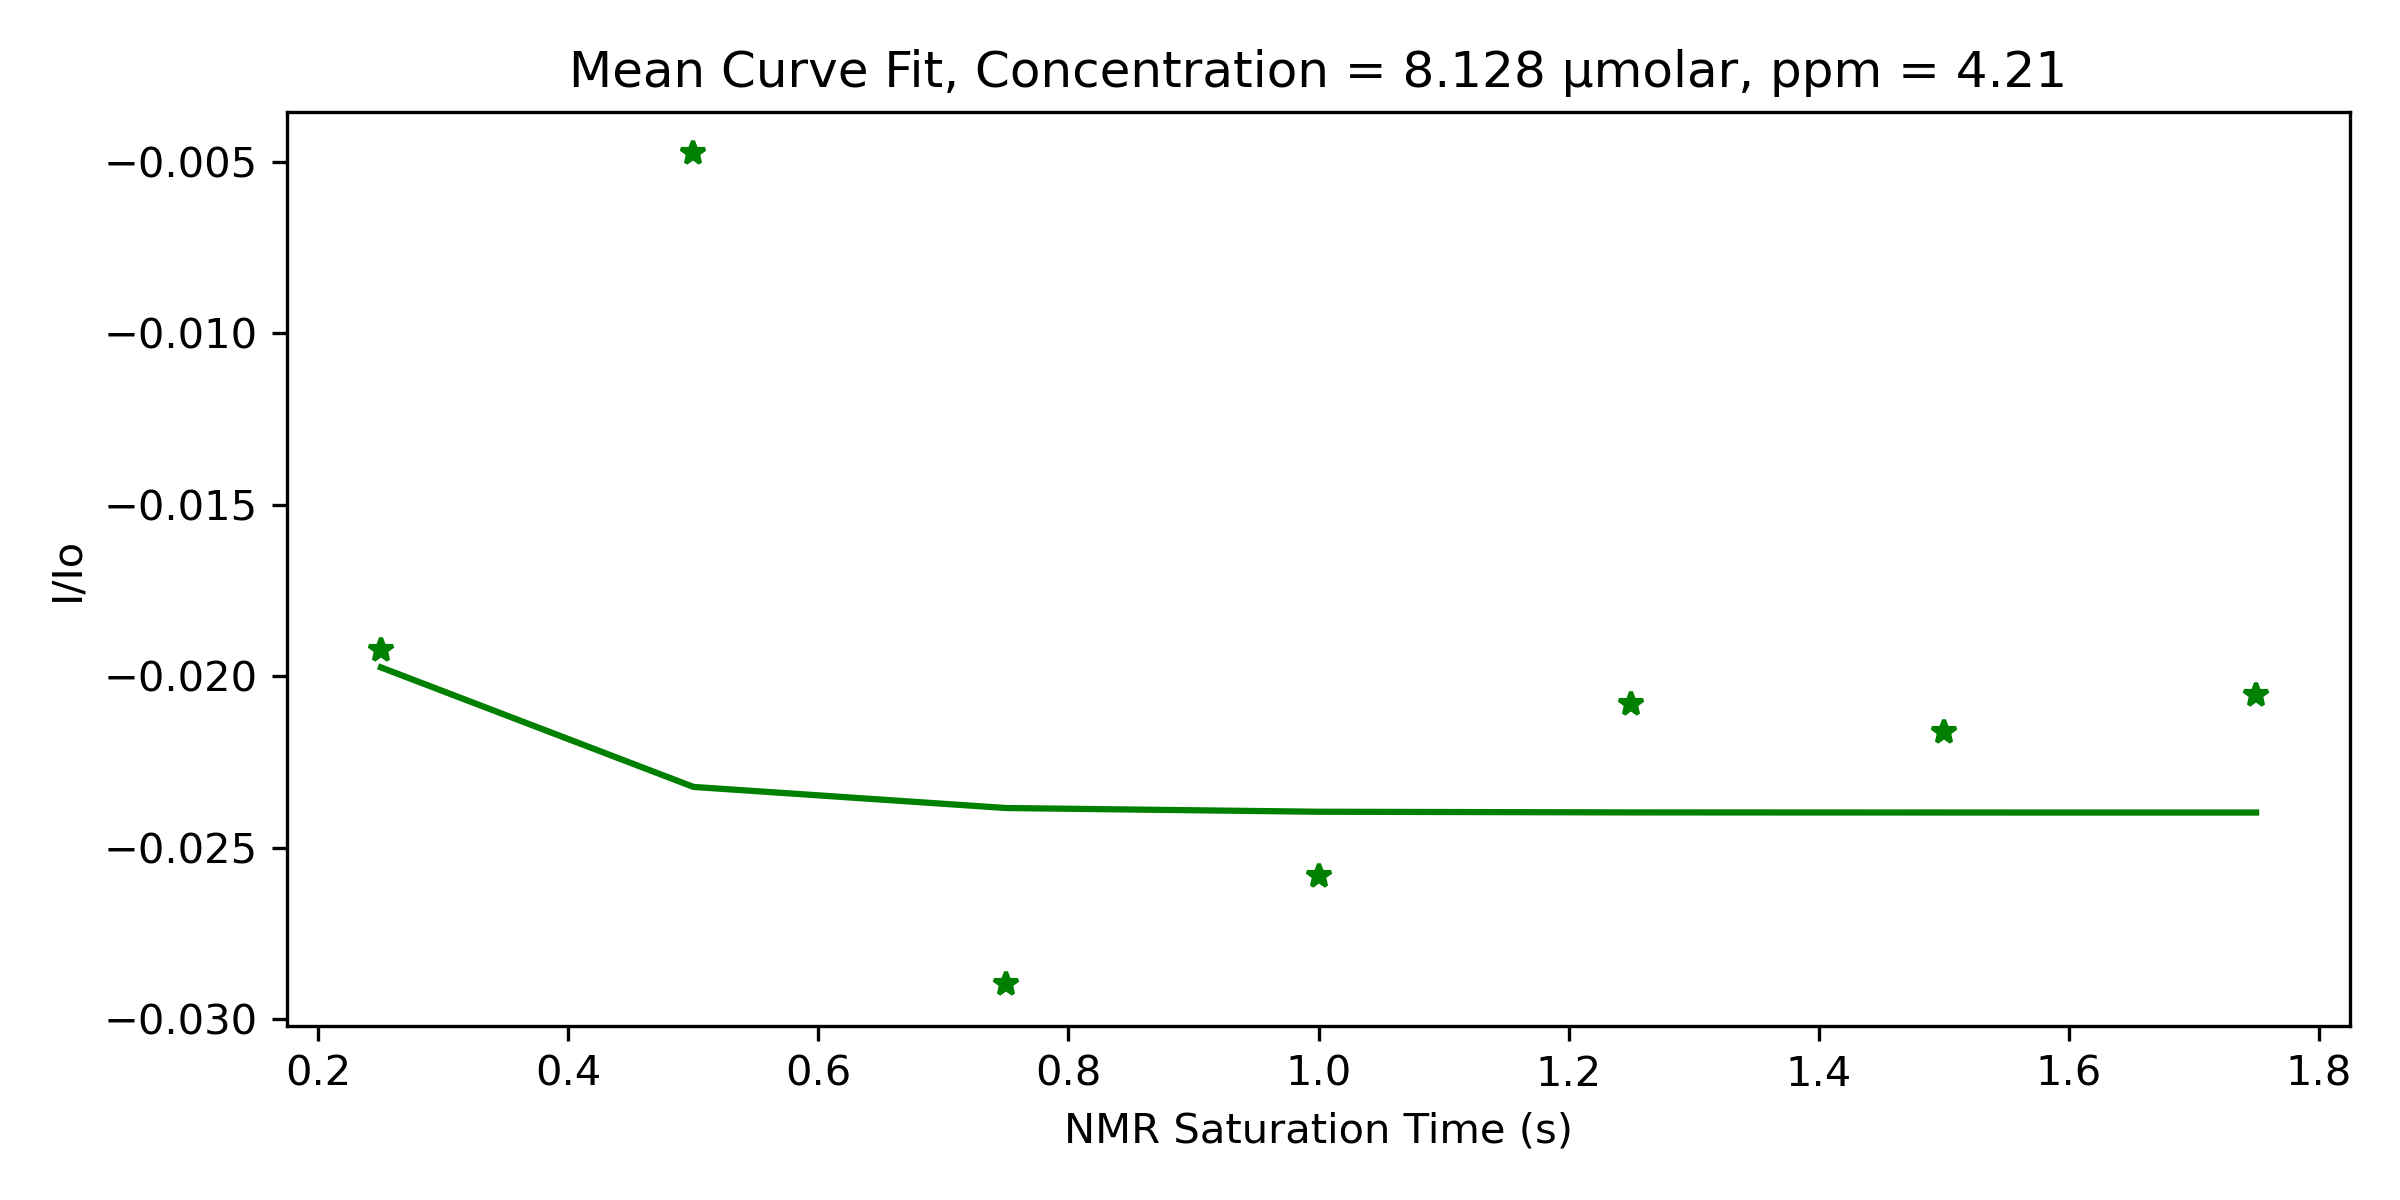 Mean Curve Fit, Concentration = 8.128 µmolar, ppm = 4.21
I/Io
−0.005
−0.010
−0.015
−0.020
−0.025
−0.030
0.2 0.4 0.6 0.8 1.0 1.2 1.4 1.6 1.8
NMR Saturation Time (s)